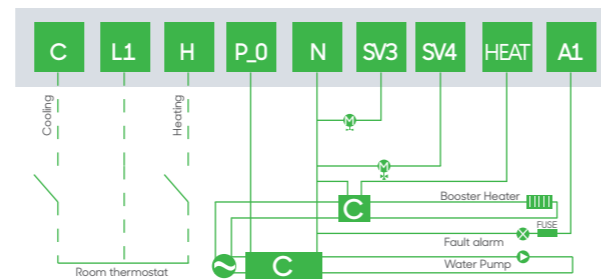 C L1 H P_0 N SV3 SV4 HEAT A1
Cooling
Heating
M
M
Booster Heater
C
FUSE
Fault alarm
C
Water Pump
Room thermostat